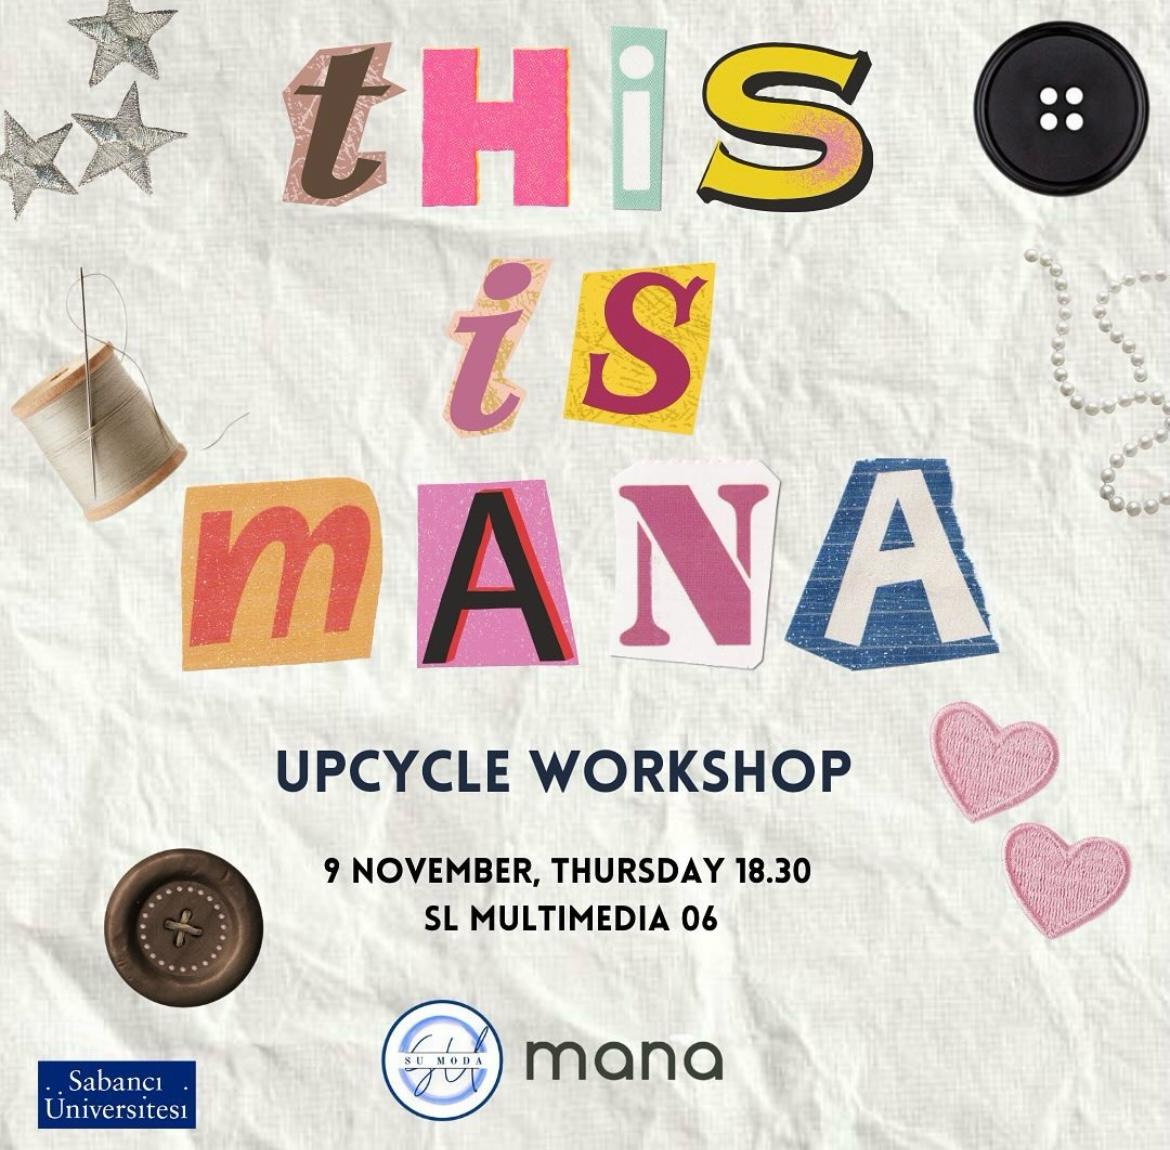 tHiS
iS
mANA
UPCYCLE WORKSHOP
9 NOVEMBER, THURSDAY 18.30
SL MULTIMEDIA 06
SU MODA
mana
Sabancı
Üniversitesi